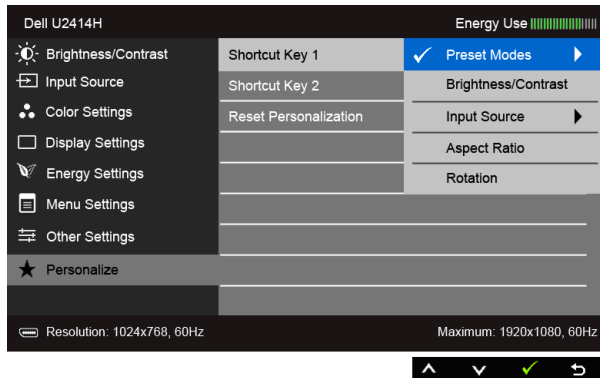 Dell U2414H Energy Use
Brightness/Contrast Shortcut Key 1 Preset Modes
Input Source Shortcut Key 2 Brightness/Contrast
Color Settings Reset Personalization Input Source
Display Settings Aspect Ratio
Energy Settings Rotation
Menu Settings
Other Settings
Personalize
Resolution: 1024x768, 60Hz Maximum: 1920x1080, 60Hz